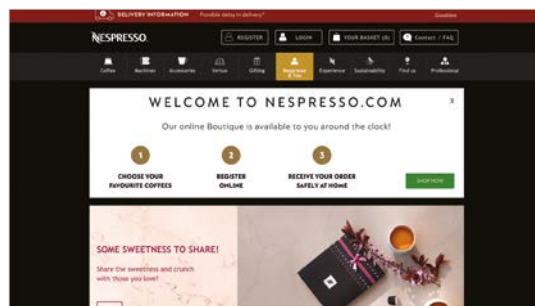 DELIVERY INFORMATION Possible delay in delivery*
NESPRESSO.
REGISTER
LOGIN
YOUR BASKET (0)
Contact / FAQ
Coffee
Machines
Accessories
Vertuo
Gifting
Nespresso
& You
Experience
Sustainability
Find us
Professional
WELCOME TO NESPRESSO.COM
X
Our online Boutique is available to you around the clock!
1
2
3
CHOOSE YOUR
FAVOURITE COFFEES
REGISTER
ONLINE
RECEIVE YOUR ORDER
SAFELY AT HOME
SHOP NOW
SOME SWEETNESS TO SHARE!
Share the sweetness and crunch
with those you love!